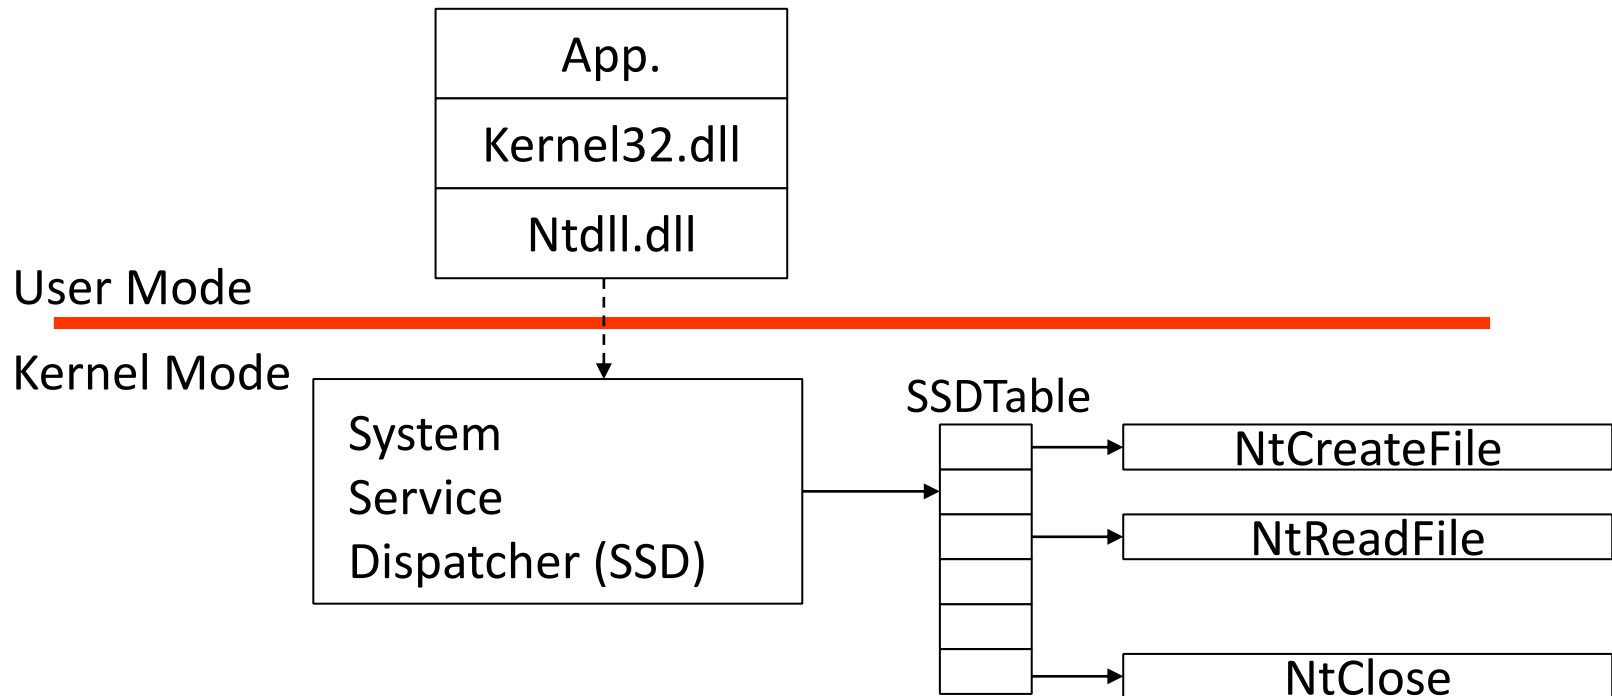 App.
Kernel32.dll
Ntdll.dll
User Mode
Kernel Mode
System
Service
Dispatcher (SSD)
SSDTable
NtCreateFile
NtReadFile
NtClose